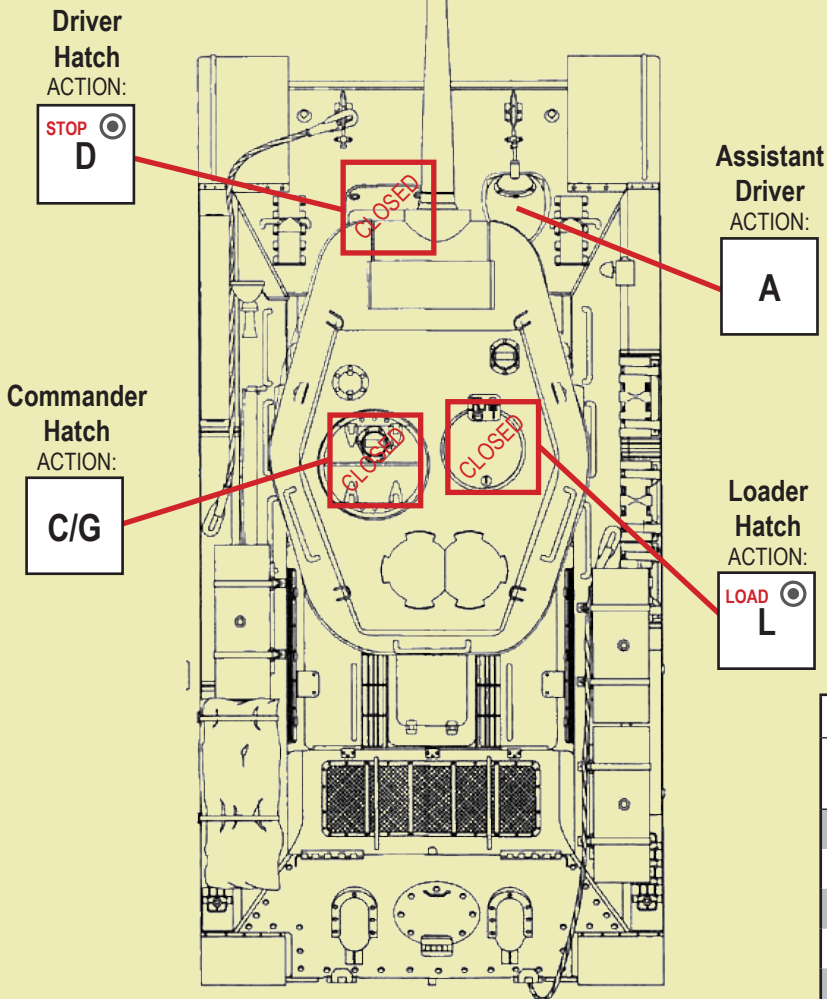 Driver
Hatch
ACTION:
STOP
D
CLOSED
Assistant
Driver
ACTION:
A
Commander
Hatch
ACTION:
C/G
CLOSED
CLOSED
Loader
Hatch
ACTION:
LOAD
L